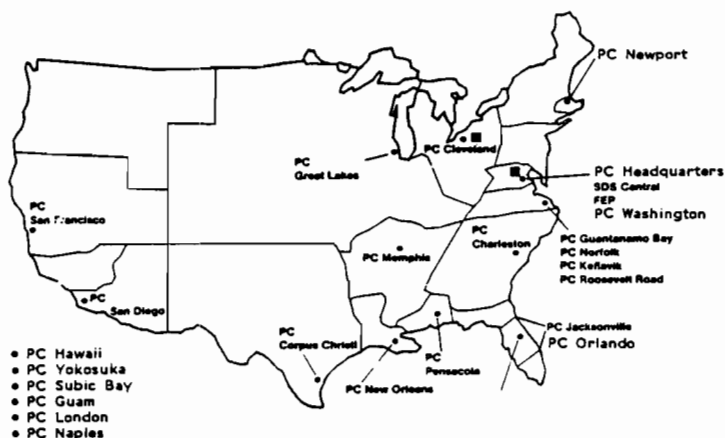 PC Newport
PC Cleveland
PC
Great Lakes
PC Headquarters
SDS Central
FEP
PC Washington
PC
San Francisco
PC
Charleston
PC Guantanamo Bay
PC Norfolk
PC Keflavik
PC Roosevelt Road
PC Memphis
PC
San Diego
PC
Corpus Christi
PC Jacksonville
PC Orlando
PC
Pensacola
PC New Orleans
• PC Hawaii
• PC Yokosuka
• PC Subic Bay
• PC Guam
• PC London
• PC Naples